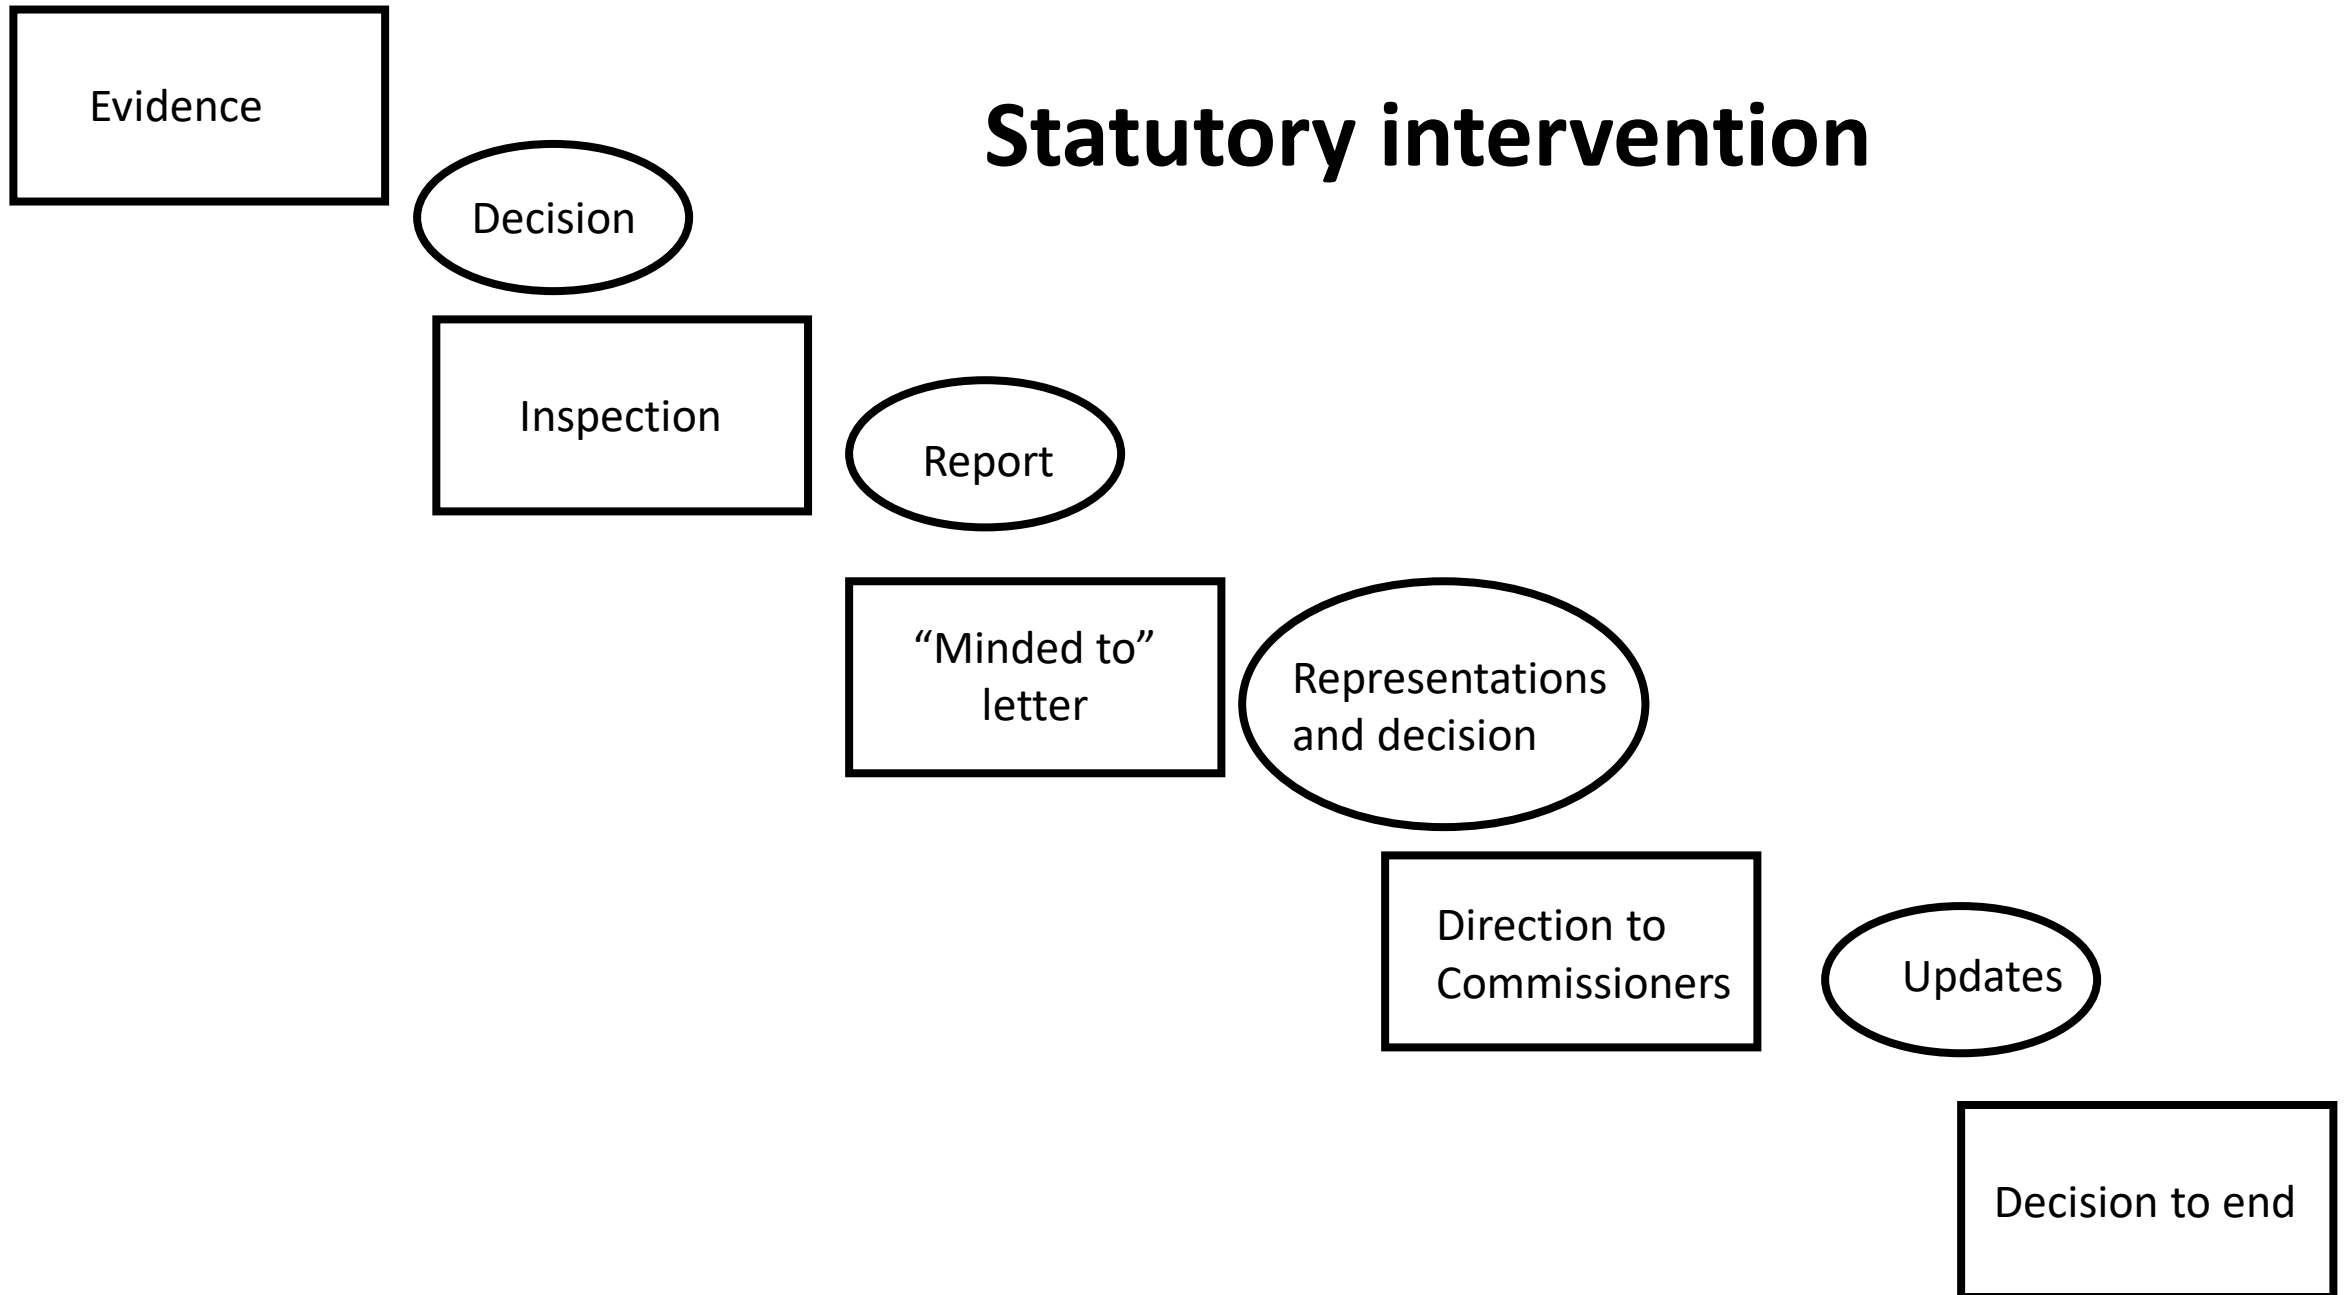 Statutory intervention
Evidence
Decision
Inspection
Report
“Minded to”
letter
Representations
and decision
Direction to
Commissioners
Updates
Decision to end